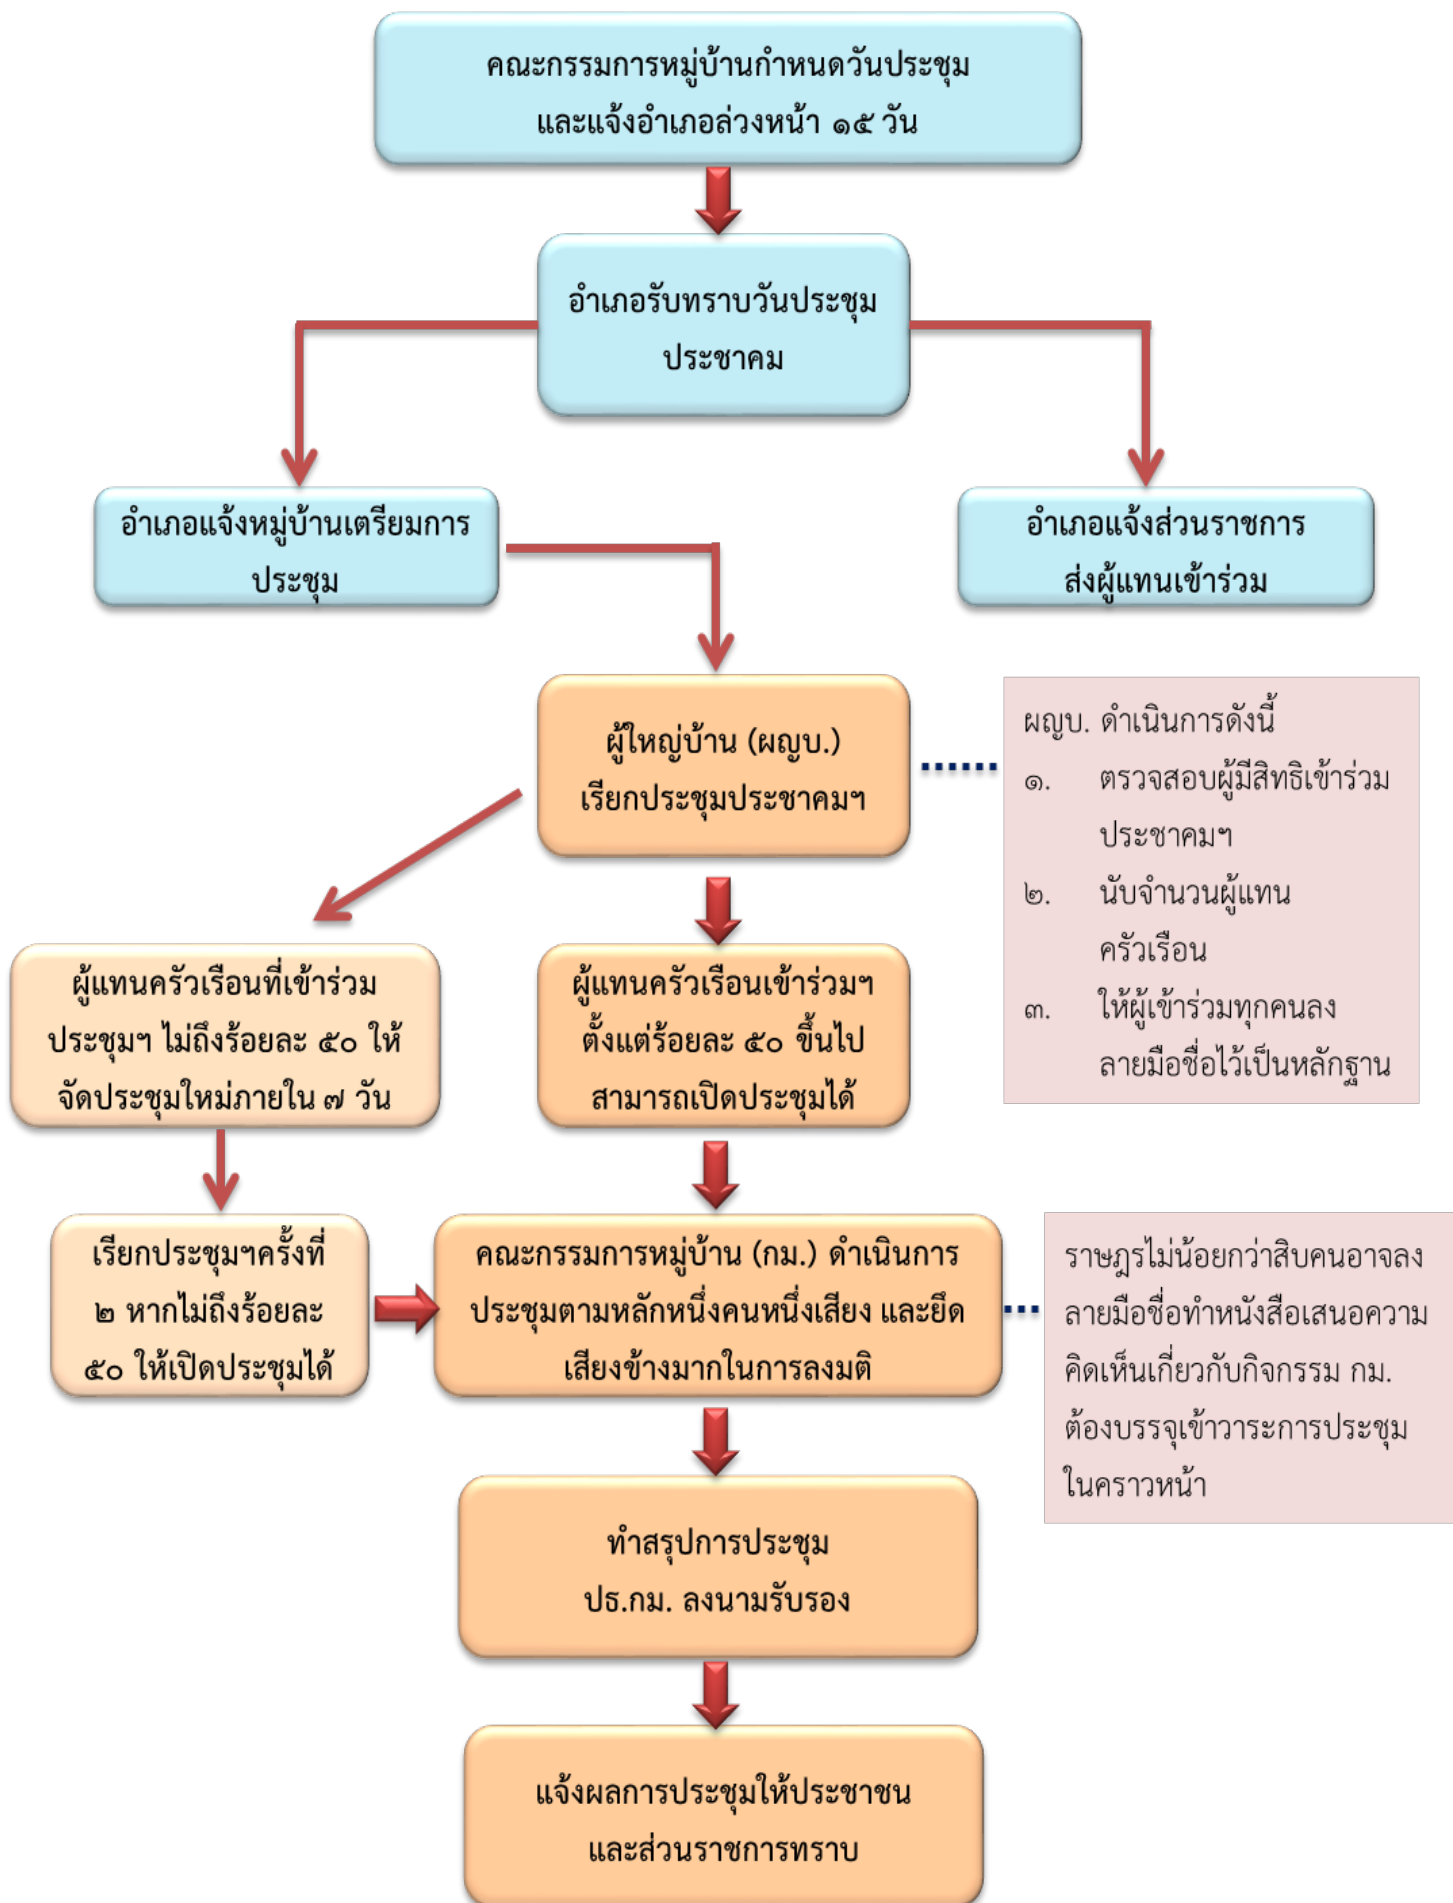 คณะกรรมการหมู่บ้านกำหนดวันประชุม
และแจ้งอำเภอล่วงหน้า ๑๕ วัน
อำเภอรับทราบวันประชุม
ประชาคม
อำเภอแจ้งหมู่บ้านเตรียมการ
ประชุม
อำเภอแจ้งส่วนราชการ
ส่งผู้แทนเข้าร่วม
ผู้ใหญ่บ้าน (ผญบ.)
เรียกประชุมประชาคมฯ
ผญบ. ดำเนินการดังนี้
๑. ตรวจสอบผู้มีสิทธิเข้าร่วม
ประชาคมฯ
๒. นับจำนวนผู้แทน
ครัวเรือน
๓. ให้ผู้เข้าร่วมทุกคนลง
ลายมือชื่อไว้เป็นหลักฐาน
ผู้แทนครัวเรือนที่เข้าร่วม
ประชุมฯ ไม่ถึงร้อยละ ๕๐ ให้
จัดประชุมใหม่ภายใน ๗ วัน
ผู้แทนครัวเรือนเข้าร่วมฯ
ตั้งแต่ร้อยละ ๕๐ ขึ้นไป
สามารถเปิดประชุมได้
เรียกประชุมฯครั้งที่
๒ หากไม่ถึงร้อยละ
๕๐ ให้เปิดประชุมได้
คณะกรรมการหมู่บ้าน (กม.) ดำเนินการ
ประชุมตามหลักหนึ่งคนหนึ่งเสียง และยึด
เสียงข้างมากในการลงมติ
ราษฎรไม่น้อยกว่าสิบคนอาจลง
ลายมือชื่อทำหนังสือเสนอความ
คิดเห็นเกี่ยวกับกิจกรรม กม.
ต้องบรรจุเข้าวาระการประชุม
ในคราวหน้า
ทำสรุปการประชุม
ปธ.กม. ลงนามรับรอง
แจ้งผลการประชุมให้ประชาชน
และส่วนราชการทราบ